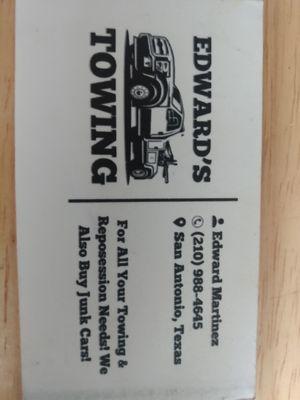 EDWARD'S
TOWING
Edward Martinez
(210) 988-4645
San Antonio, Texas
For All Your Towing &
Reposession Needs! We
Also Buy Junk Cars!